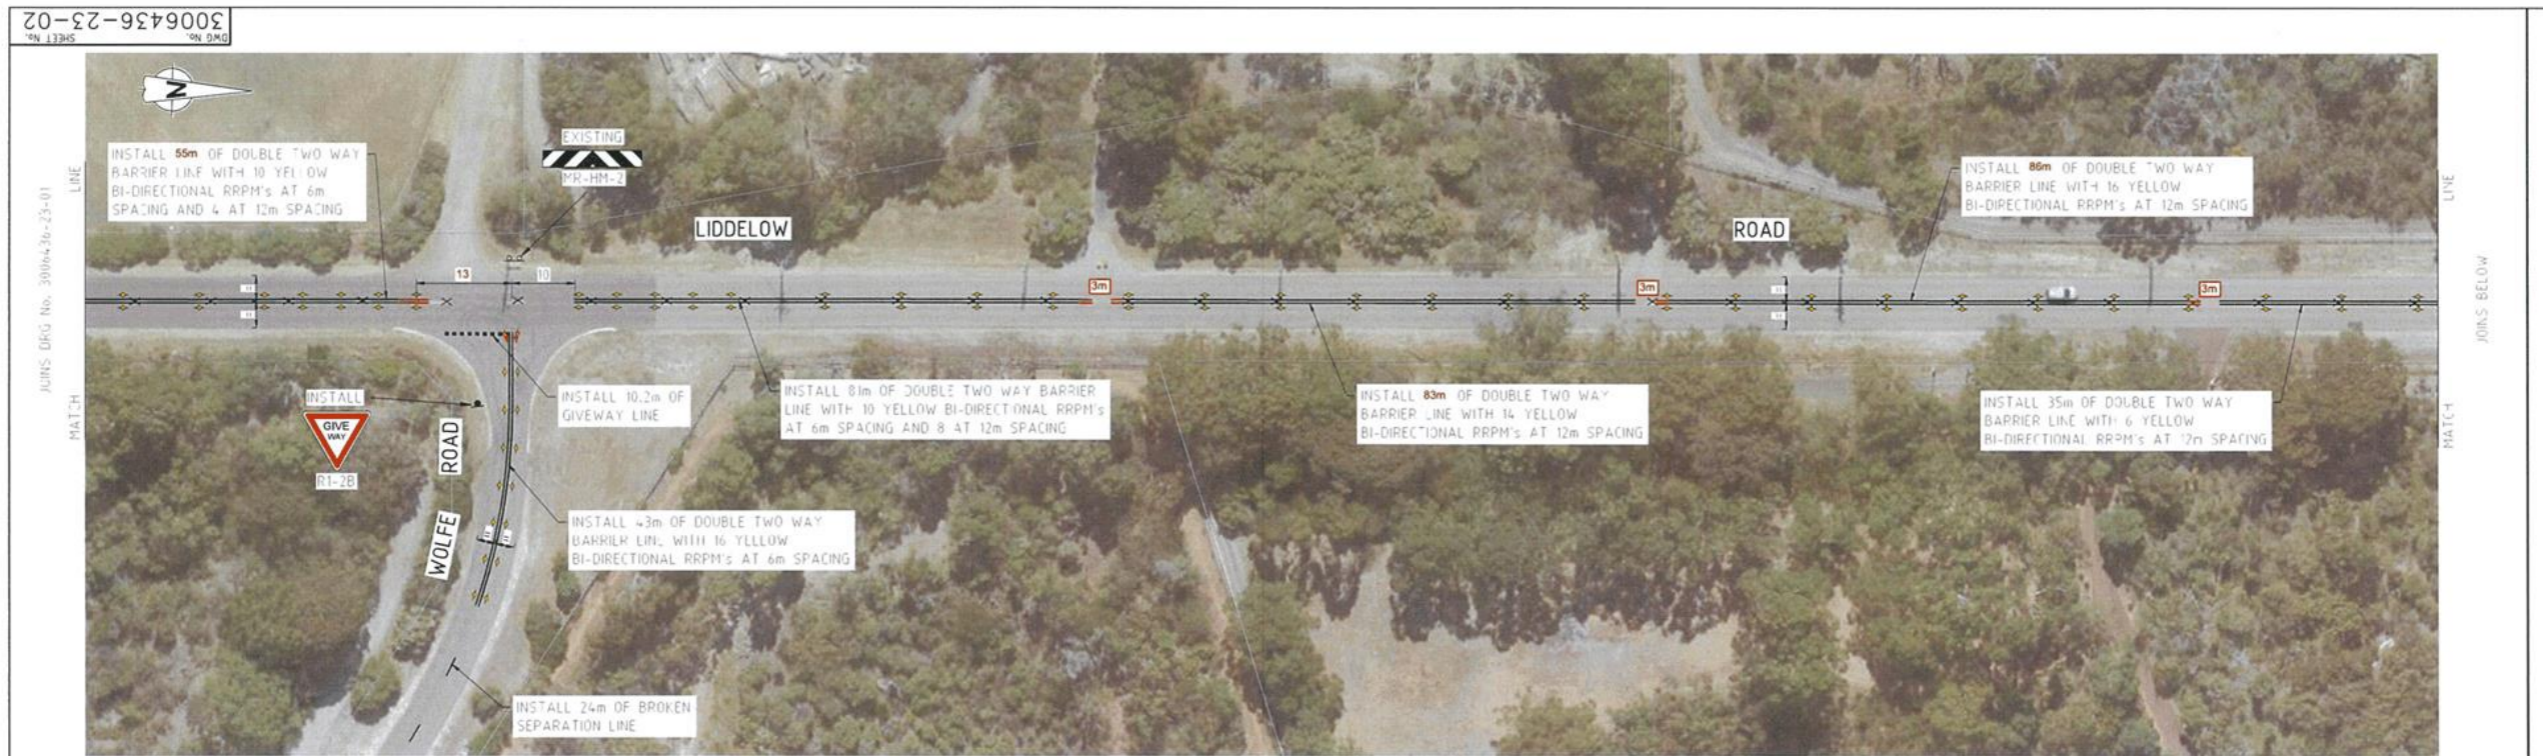 3006436-23-02
DWG No.
SHEET No.
N
EXISTING
MR-HM-2
INSTALL 55m OF DOUBLE TWO WAY
BARRIER LINE WITH 10 YELLOW
BI-DIRECTIONAL RRPM's AT 6m
SPACING AND 4 AT 12m SPACING
LINE
JOINS DRG No. 3006436-23-01
MATCH
LIDDELOW
ROAD
INSTALL 86m OF DOUBLE TWO WAY
BARRIER LINE WITH 16 YELLOW
BI-DIRECTIONAL RRPM's AT 12m SPACING
LINE
JOINS BELOW
MATCH
13
10
3m
3m
3m
INSTALL
GIVE
WAY
R1-2B
WOLFE ROAD
INSTALL 10.2m OF
GIVEWAY LINE
INSTALL 81m OF DOUBLE TWO WAY BARRIER
LINE WITH 10 YELLOW BI-DIRECTIONAL RRPM's
AT 6m SPACING AND 8 AT 12m SPACING
INSTALL 83m OF DOUBLE TWO WAY
BARRIER LINE WITH 14 YELLOW
BI-DIRECTIONAL RRPM's AT 12m SPACING
INSTALL 35m OF DOUBLE TWO WAY
BARRIER LINE WITH 6 YELLOW
BI-DIRECTIONAL RRPM's AT 12m SPACING
INSTALL 43m OF DOUBLE TWO WAY
BARRIER LINE WITH 16 YELLOW
BI-DIRECTIONAL RRPM's AT 6m SPACING
INSTALL 24m OF BROKEN
SEPARATION LINE